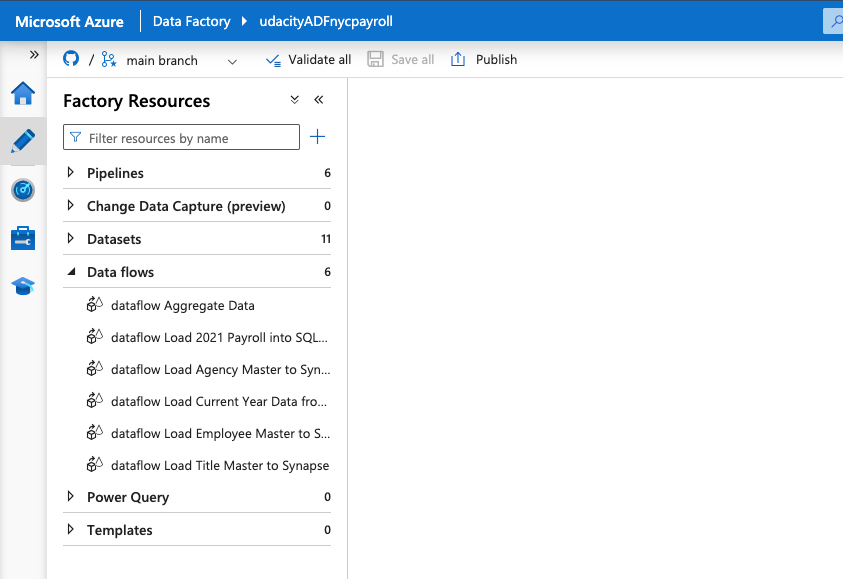 Microsoft Azure Data Factory udacityADFnycpayroll
/ main branch Validate all Save all Publish
Factory Resources
Filter resources by name
Pipelines 6
Change Data Capture (preview) 0
Datasets 11
Data flows 6
dataflow Aggregate Data
dataflow Load 2021 Payroll into SQL...
dataflow Load Agency Master to Syn...
dataflow Load Current Year Data fro...
dataflow Load Employee Master to S...
dataflow Load Title Master to Synapse
Power Query 0
Templates 0